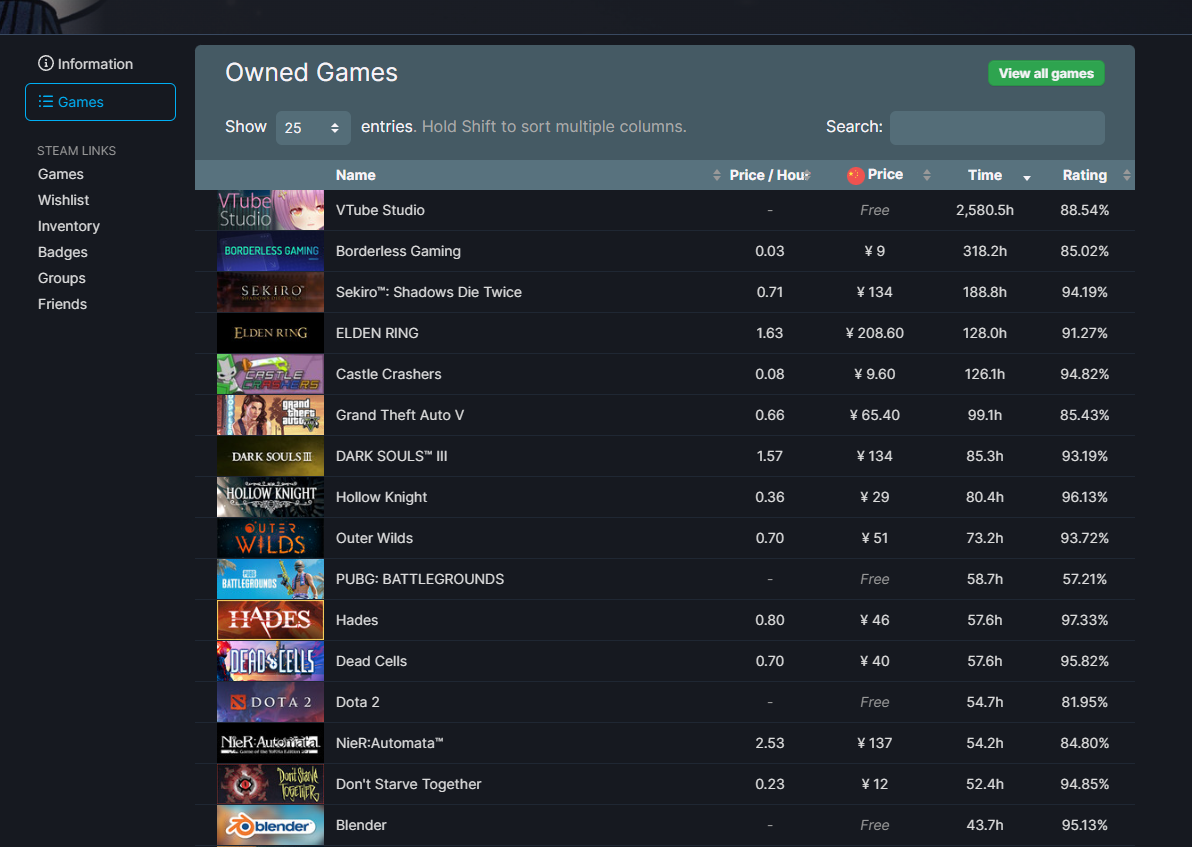 Information
Games
STEAM LINKS
Games
Wishlist
Inventory
Badges
Groups
Friends
Owned Games
View all games
Show 25 entries. Hold Shift to sort multiple columns.
Search:
Name Price / Hour Price Time Rating
VTube Studio VTube Studio - Free 2,580.5h 88.54%
BORDERLESS GAMING Borderless Gaming 0.03 ¥ 9 318.2h 85.02%
SEKIRO™ SHADOWS DIE TWICE Sekiro™: Shadows Die Twice 0.71 ¥ 134 188.8h 94.19%
ELDEN RING ELDEN RING 1.63 ¥ 208.60 128.0h 91.27%
CASTLE CRASHERS Castle Crashers 0.08 ¥ 9.60 126.1h 94.82%
grand theft auto V Grand Theft Auto V 0.66 ¥ 65.40 99.1h 85.43%
DARK SOULS III DARK SOULS™ III 1.57 ¥ 134 85.3h 93.19%
HOLLOW KNIGHT Hollow Knight 0.36 ¥ 29 80.4h 96.13%
OUTER WILDS Outer Wilds 0.70 ¥ 51 73.2h 93.72%
PUBG BATTLEGROUNDS PUBG: BATTLEGROUNDS - Free 58.7h 57.21%
HADES Hades 0.80 ¥ 46 57.6h 97.33%
DEAD CELLS Dead Cells 0.70 ¥ 40 57.6h 95.82%
DOTA 2 Dota 2 - Free 54.7h 81.95%
NieR:Automata Game of the YoRHa Edition NieR:Automata™ 2.53 ¥ 137 54.2h 84.80%
Don't Starve TOGETHER Don't Starve Together 0.23 ¥ 12 52.4h 94.85%
blender Blender - Free 43.7h 95.13%